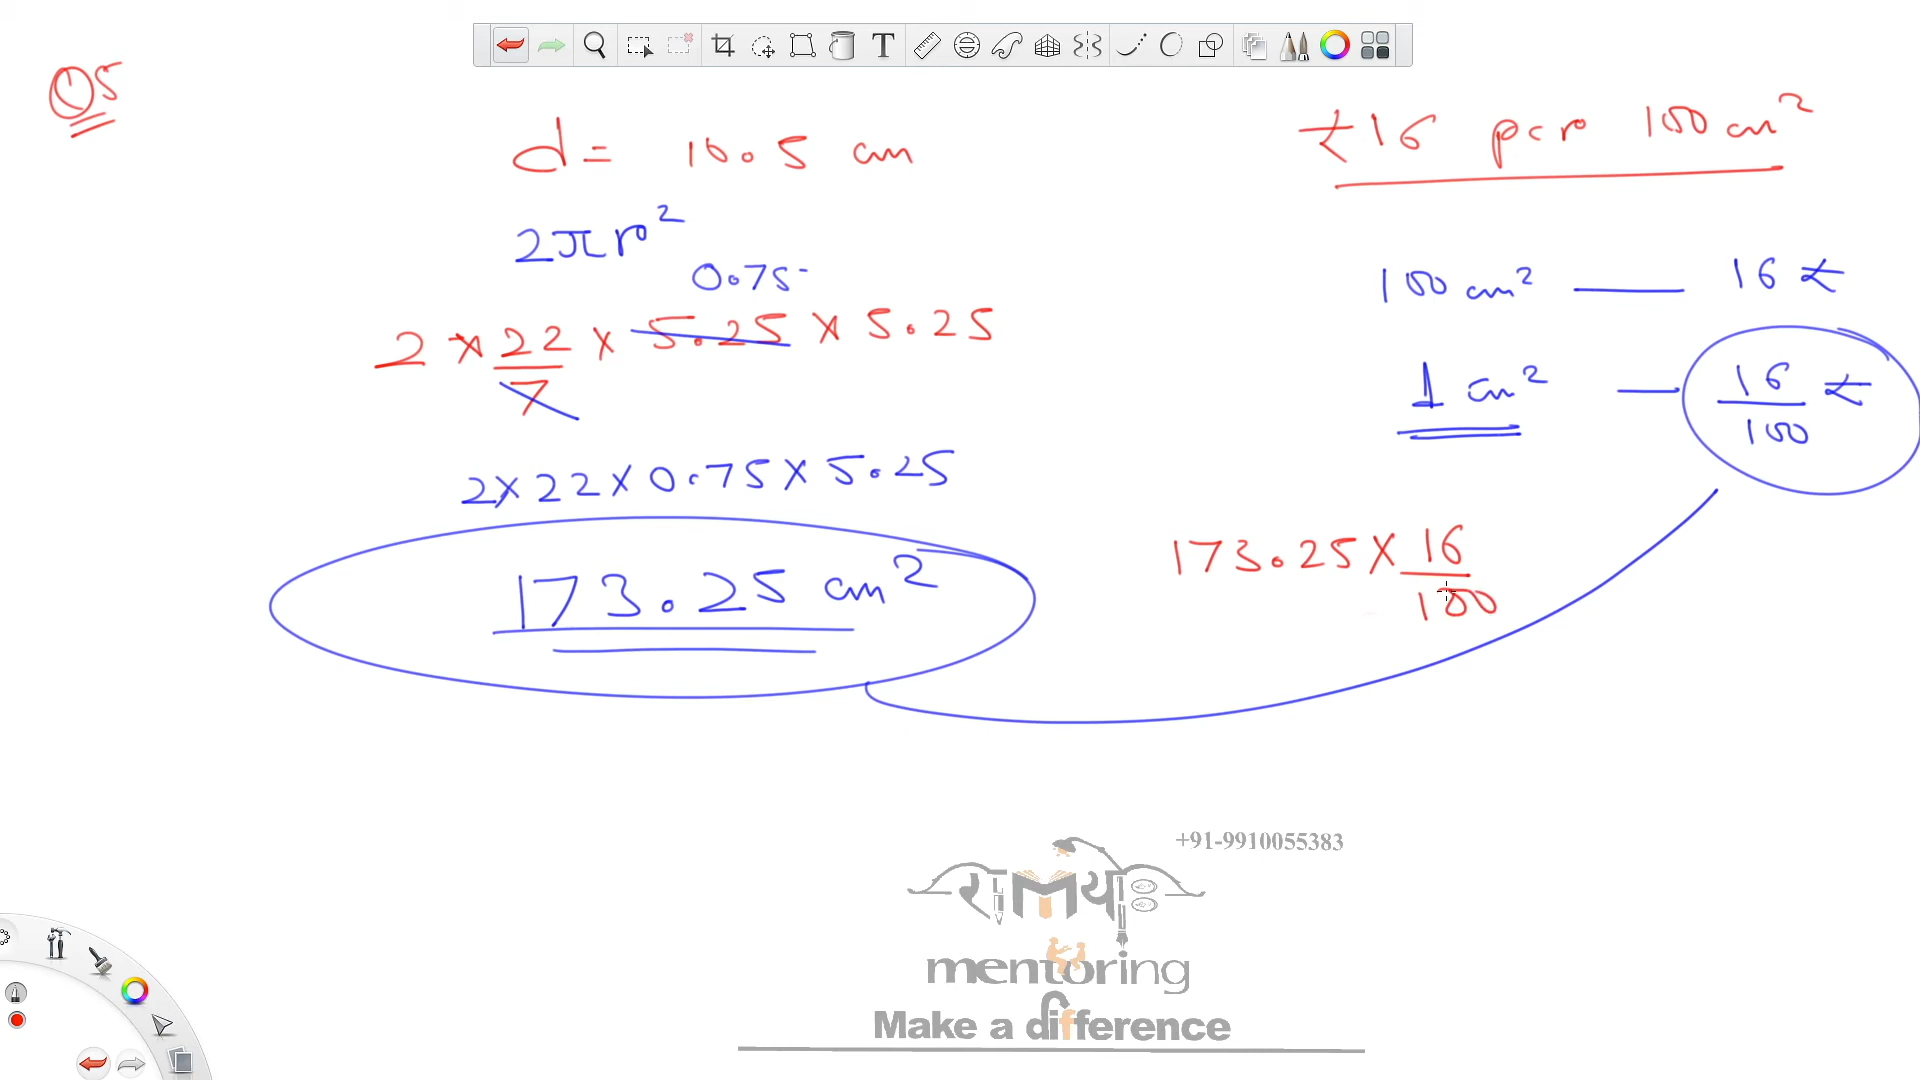 Q5
d = 10.5 cm
2πr²
0.75
2 × 22/7 × 5.25 × 5.25
2 × 22 × 0.75 × 5.25
173.25 cm²
₹16 per 100 cm²
100 cm² — 16 ₹
1 cm² — 16/100 ₹
173.25 × 16/100
+91-9910055383
राMयः
mentoring
Make a difference